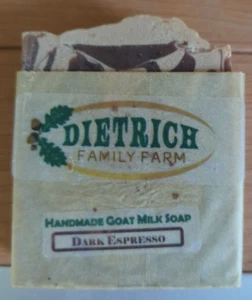 DIETRICH
FAMILY FARM
HANDMADE GOAT MILK SOAP
DARK ESPRESSO